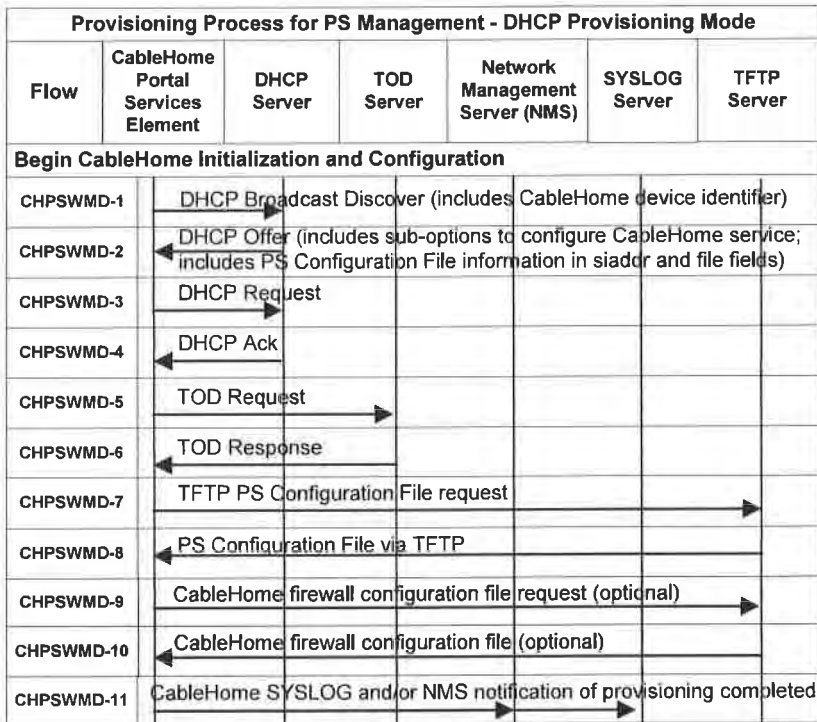 Provisioning Process for PS Management - DHCP Provisioning Mode
Flow
CableHome
Portal
Services
Element
DHCP
Server
TOD
Server
Network
Management
Server (NMS)
SYSLOG
Server
TFTP
Server
Begin CableHome Initialization and Configuration
CHPSWMD-1
DHCP Broadcast Discover (includes CableHome device identifier)
CHPSWMD-2
DHCP Offer (includes sub-options to configure CableHome service;
includes PS Configuration File information in siaddr and file fields)
CHPSWMD-3
DHCP Request
CHPSWMD-4
DHCP Ack
CHPSWMD-5
TOD Request
CHPSWMD-6
TOD Response
CHPSWMD-7
TFTP PS Configuration File request
CHPSWMD-8
PS Configuration File via TFTP
CHPSWMD-9
CableHome firewall configuration file request (optional)
CHPSWMD-10
CableHome firewall configuration file (optional)
CHPSWMD-11
CableHome SYSLOG and/or NMS notification of provisioning completed